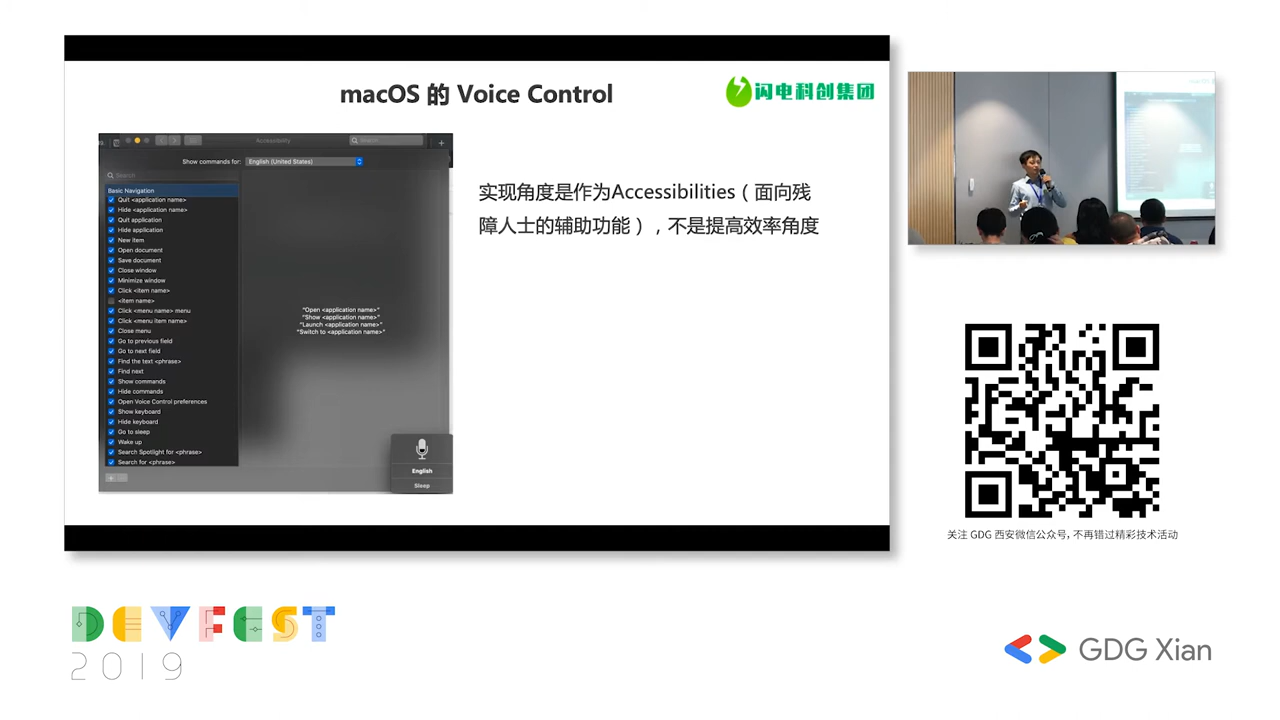 macOS 的 Voice Control
闪电科创集团
Accessibility
Search
Show commands for: English (United States)
Search
Basic Navigation
Quit <application name>
Hide <application name>
Quit application
Hide application
New item
Open document
Save document
Close window
Minimize window
Click <item name>
<item name>
Click <menu name> menu
Click <menu item name>
Close menu
Go to previous field
Go to next field
Find the text <phrase>
Find next
Show commands
Hide commands
Open Voice Control preferences
Show keyboard
Hide keyboard
Go to sleep
Wake up
Search Spotlight for <phrase>
Search for <phrase>
"Open <application name>"
"Show <application name>"
"Launch <application name>"
"Switch to <application name>"
English
Sleep
实现角度是作为Accessibilities（面向残
障人士的辅助功能），不是提高效率角度
关注 GDG 西安微信公众号, 不再错过精彩技术活动
DEVFEST
2019
GDG Xian